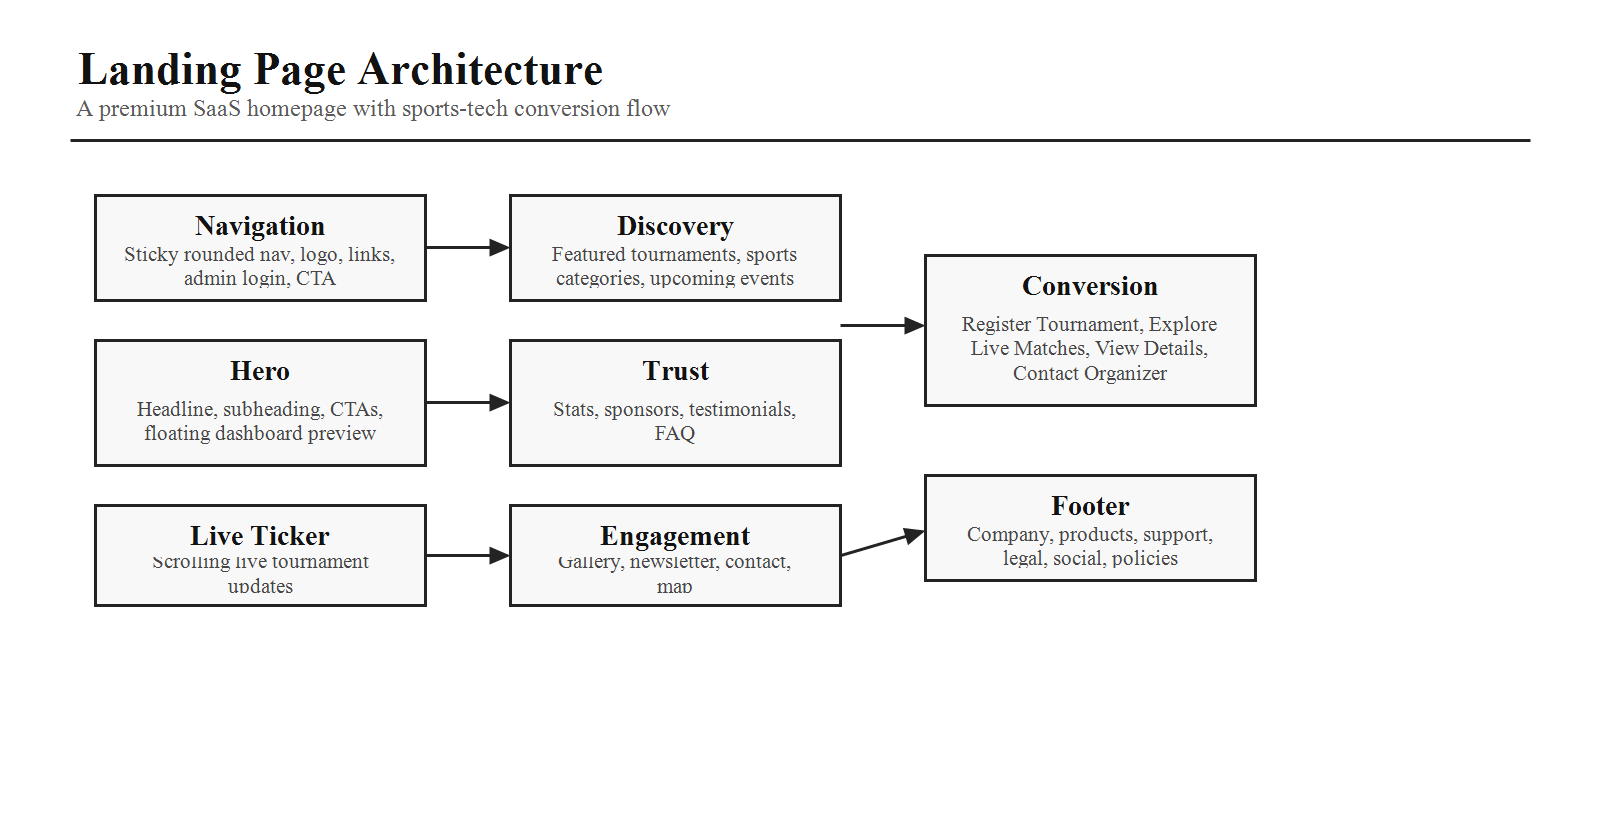 Landing Page Architecture
A premium SaaS homepage with sports-tech conversion flow
Navigation
Sticky rounded nav, logo, links,
admin login, CTA
Discovery
Featured tournaments, sports
categories, upcoming events
Conversion
Register Tournament, Explore
Live Matches, View Details,
Contact Organizer
Hero
Headline, subheading, CTAs,
floating dashboard preview
Trust
Stats, sponsors, testimonials,
FAQ
Live Ticker
Scrolling live tournament
updates
Engagement
Gallery, newsletter, contact,
map
Footer
Company, products, support,
legal, social, policies